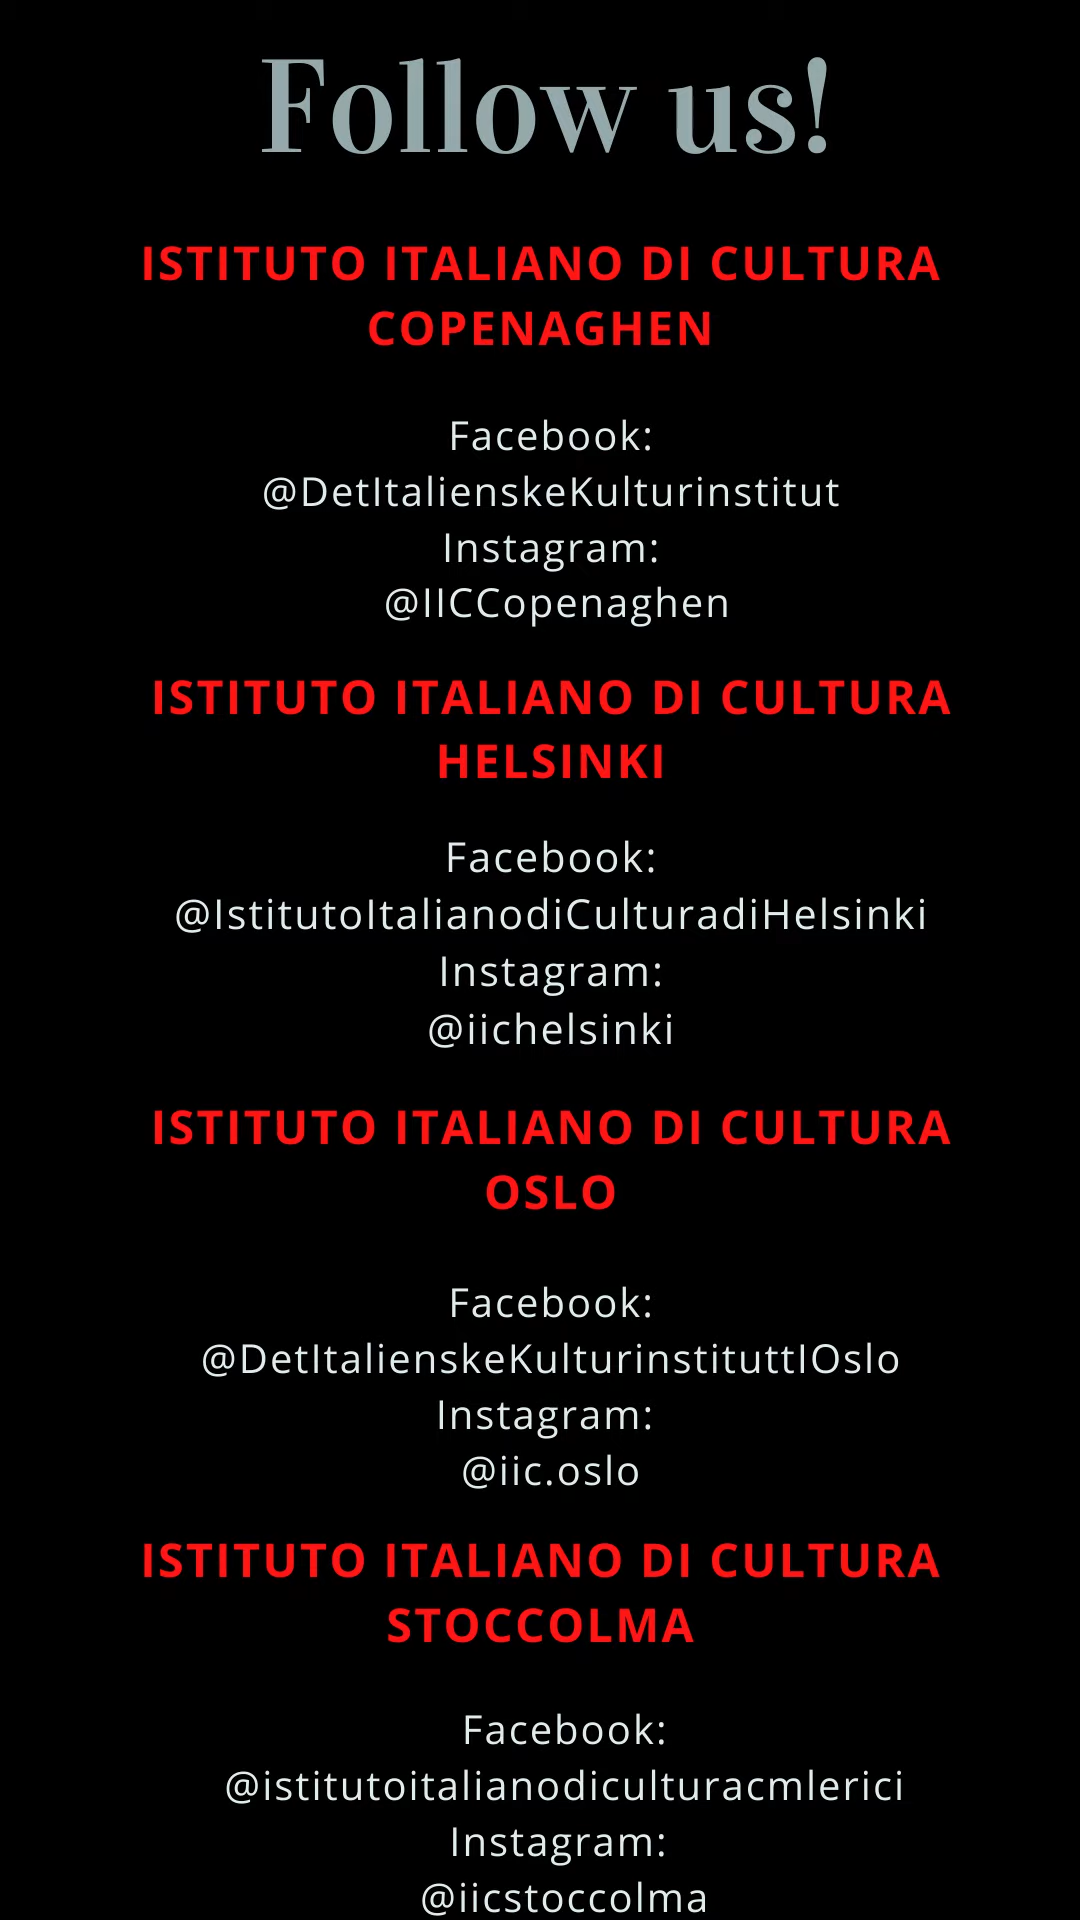 Follow us!
ISTITUTO ITALIANO DI CULTURA
COPENAGHEN
Facebook:
@DetItalienskeKulturinstitut
Instagram:
@IICCopenaghen
ISTITUTO ITALIANO DI CULTURA
HELSINKI
Facebook:
@IstitutoItalianodiCulturadiHelsinki
Instagram:
@iichelsinki
ISTITUTO ITALIANO DI CULTURA
OSLO
Facebook:
@DetItalienskeKulturinstituttIOslo
Instagram:
@iic.oslo
ISTITUTO ITALIANO DI CULTURA
STOCCOLMA
Facebook:
@istitutoitalianodiculturacmlerici
Instagram:
@iicstoccolma